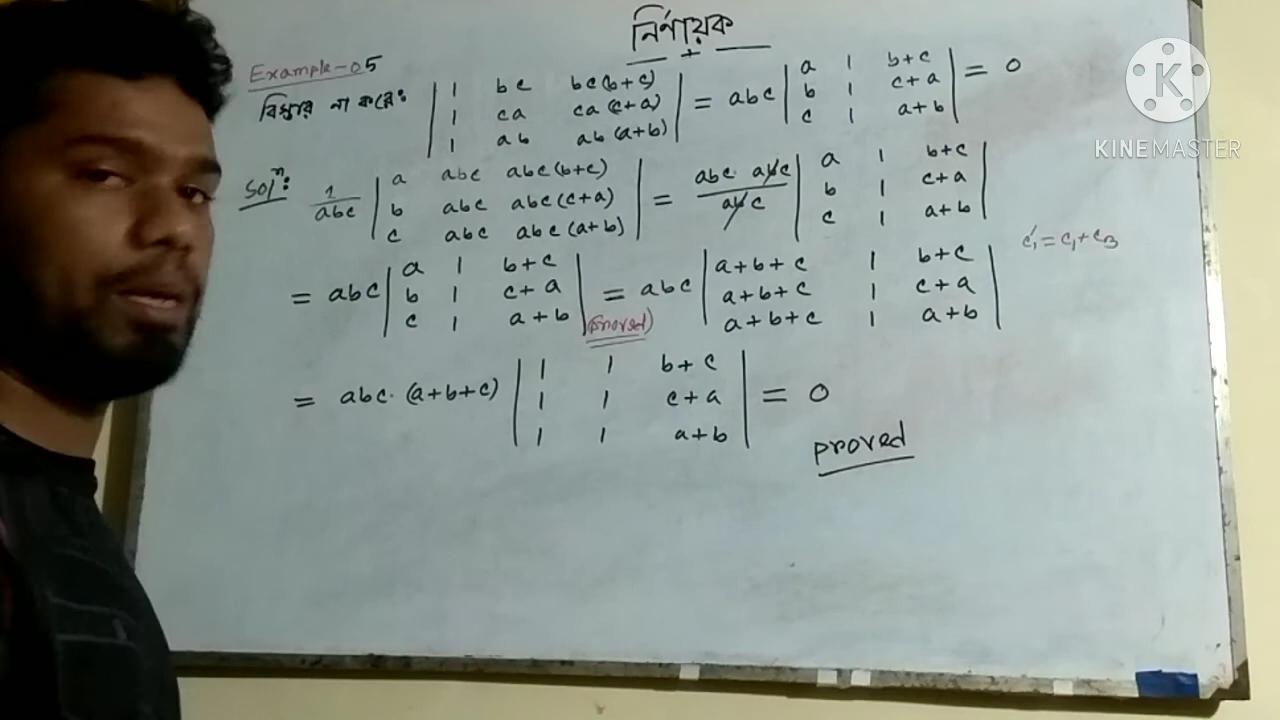 নির্ণায়ক
Example-05
বিস্তার না করে: | 1 bc bc(b+c) | = abc | a 1 b+c | = 0
| 1 ca ca(c+a) | | b 1 c+a |
| 1 ab ab(a+b) | | c 1 a+b |
Solⁿ: 1/abc | a abc abc(b+c) | = abc. abc/abc | a 1 b+c |
| b abc abc(c+a) | | b 1 c+a |
| c abc abc(a+b) | | c 1 a+b |
= abc | a 1 b+c | = abc | a+b+c 1 b+c | c₁′ = c₁+c₃
| b 1 c+a | | a+b+c 1 c+a |
| c 1 a+b | (proved) | a+b+c 1 a+b |
= abc. (a+b+c) | 1 1 b+c | = 0
| 1 1 c+a |
| 1 1 a+b |
proved
K
KINEMASTER